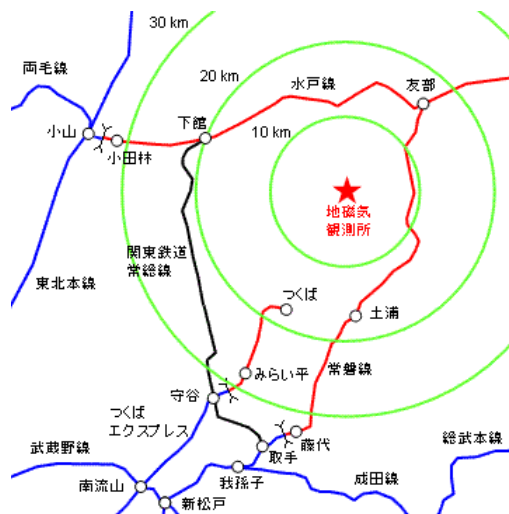 30 km
両毛線
20 km
水戸線
友部
小山
下館
10 km
小田林
地磁気
観測所
関東鉄道
常総線
東北本線
つくば
土浦
みらい平
常磐線
守谷
つくば
エクスプレス
藤代
取手
総武本線
武蔵野線
我孫子
成田線
南流山
新松戸